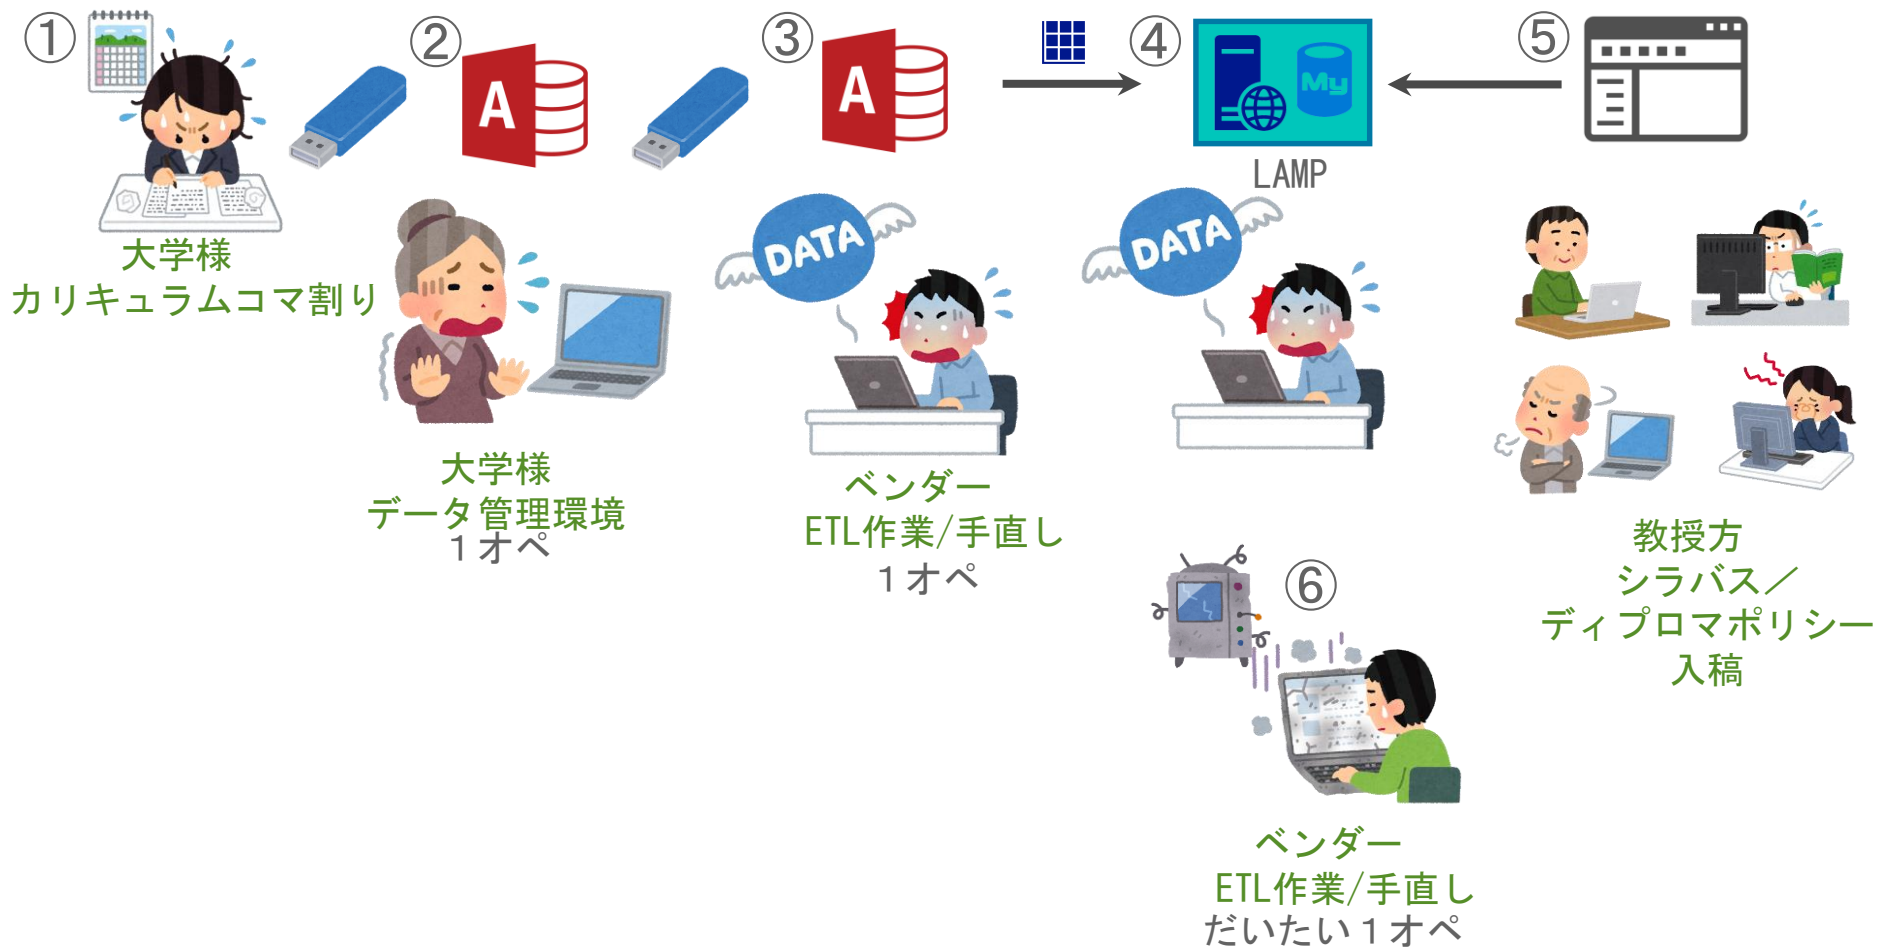 ①
②
③
④
⑤
A
A
My
LAMP
DATA
DATA
大学様
カリキュラムコマ割り
大学様
データ管理環境
１オペ
ベンダー
ETL作業/手直し
１オペ
教授方
シラバス／
ディプロマポリシー
入稿
⑥
ベンダー
ETL作業/手直し
だいたい１オペ